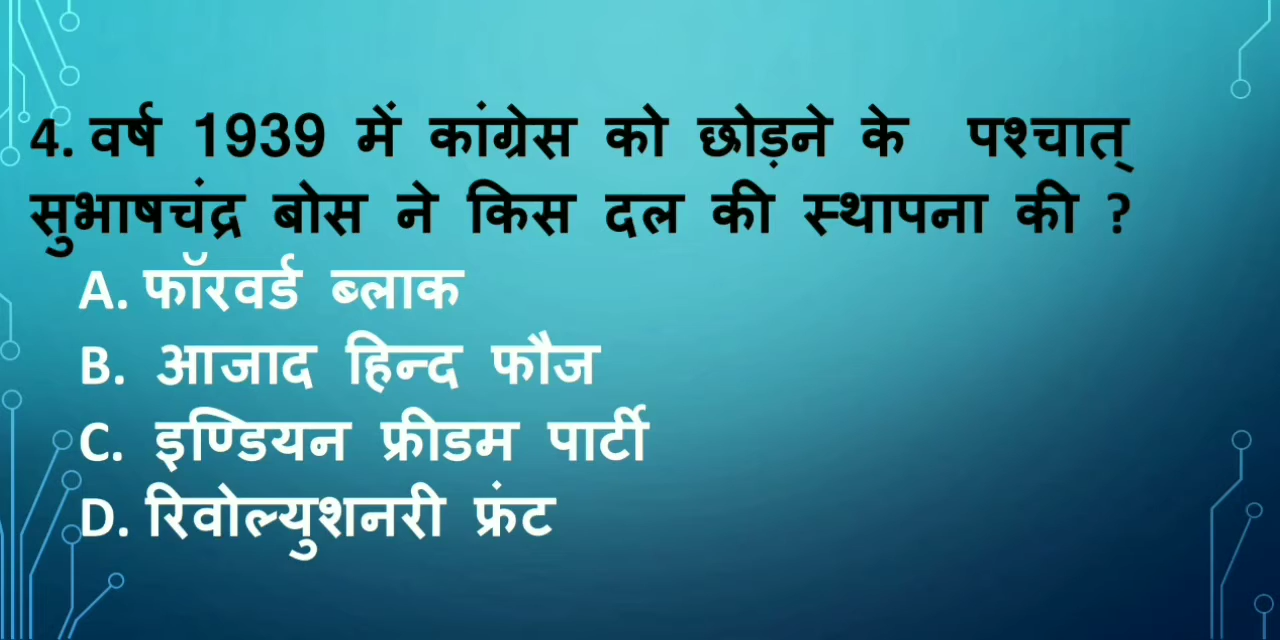 4. वर्ष 1939 में कांग्रेस को छोड़ने के पश्चात्
सुभाषचंद्र बोस ने किस दल की स्थापना की ?
A. फॉरवर्ड ब्लाक
B. आजाद हिन्द फौज
C. इण्डियन फ्रीडम पार्टी
D. रिवोल्युशनरी फ्रंट